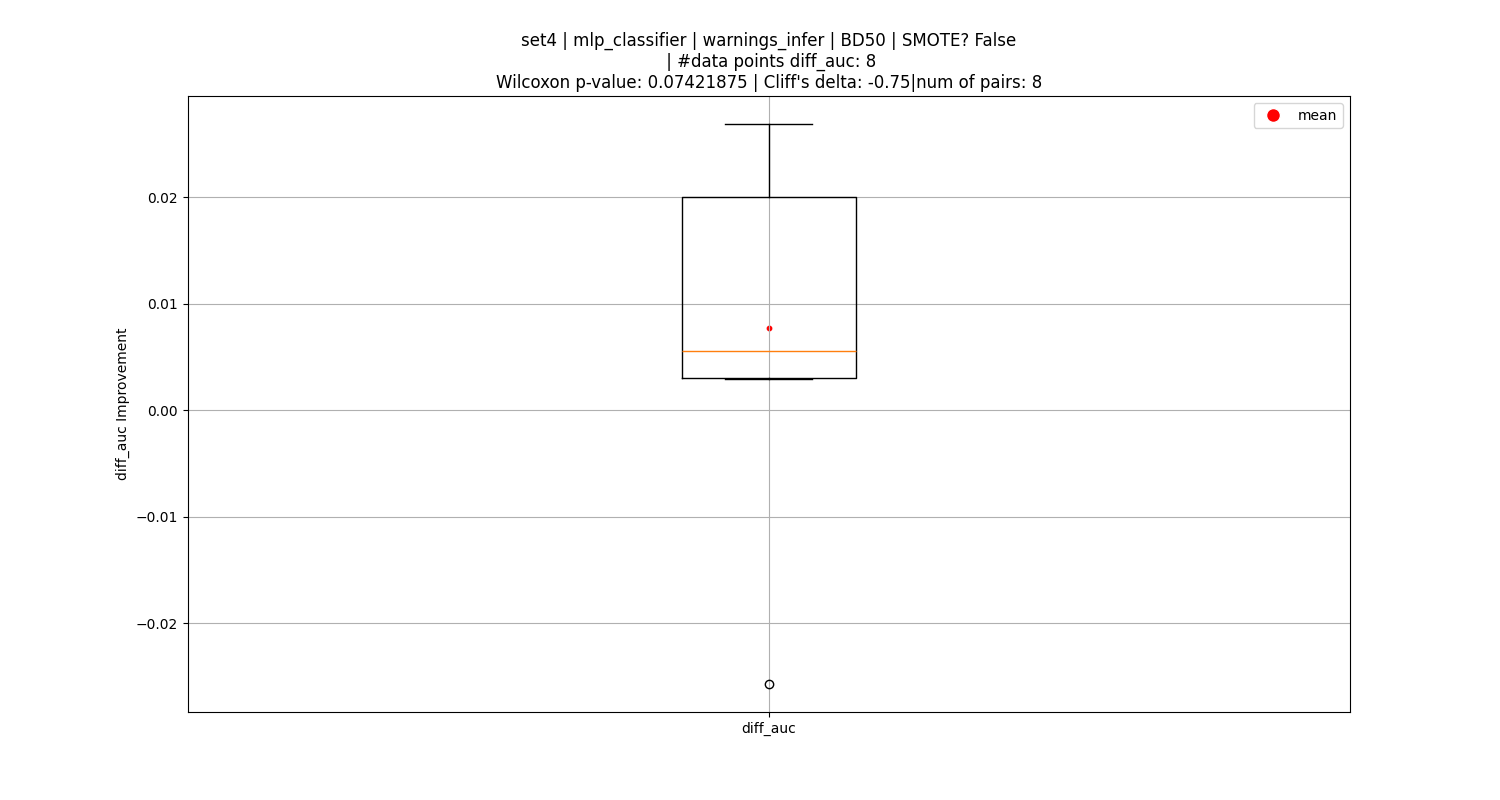 set4 | mlp_classifier | warnings_infer | BD50 | SMOTE? False
| #data points diff_auc: 8
Wilcoxon p-value: 0.07421875 | Cliff's delta: -0.75|num of pairs: 8
mean
0.02
0.01
0.00
−0.01
−0.02
diff_auc Improvement
diff_auc